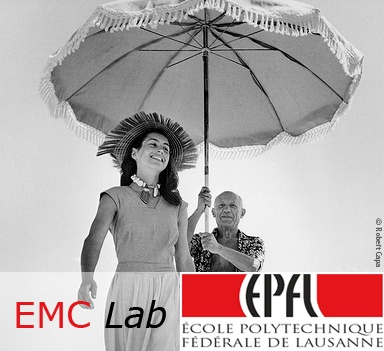 © Robert Capa
EMC Lab
EPFL
ÉCOLE POLYTECHNIQUE
FÉDÉRALE DE LAUSANNE